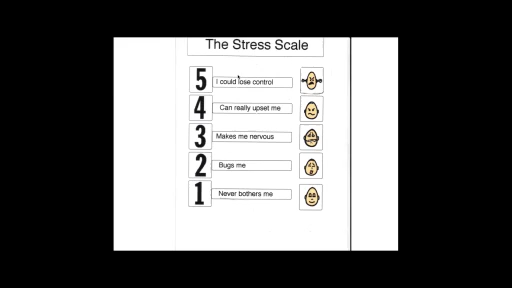 The Stress Scale
5 I could lose control
4 Can really upset me
3 Makes me nervous
2 Bugs me
1 Never bothers me